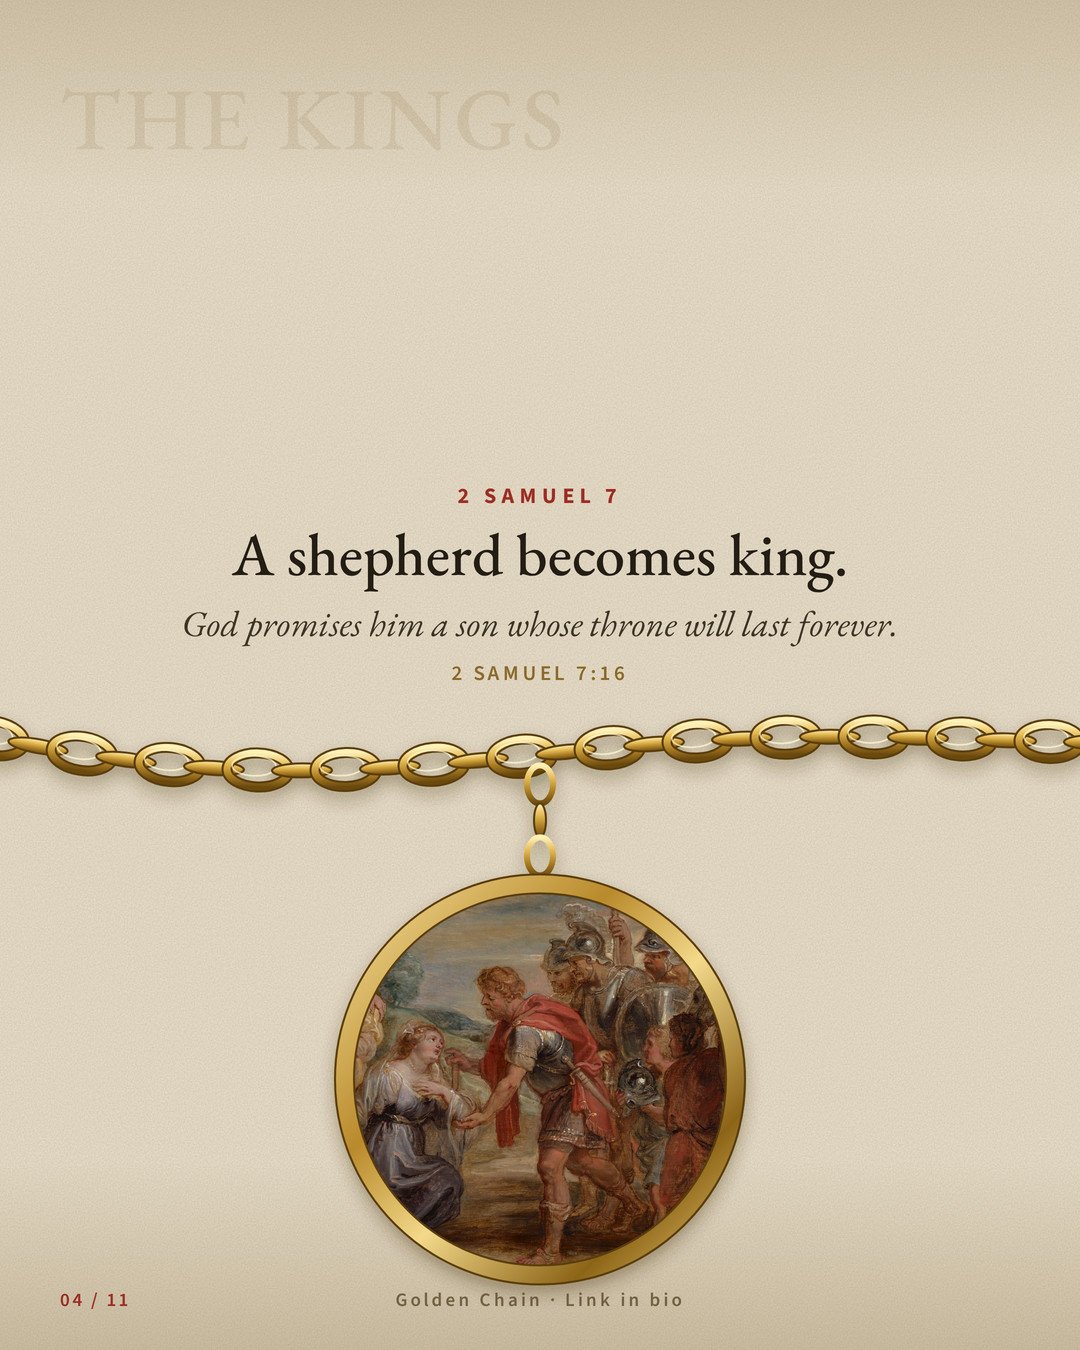 THE KINGS
2 SAMUEL 7
A shepherd becomes king.
God promises him a son whose throne will last forever.
2 SAMUEL 7:16
04 / 11
Golden Chain · Link in bio